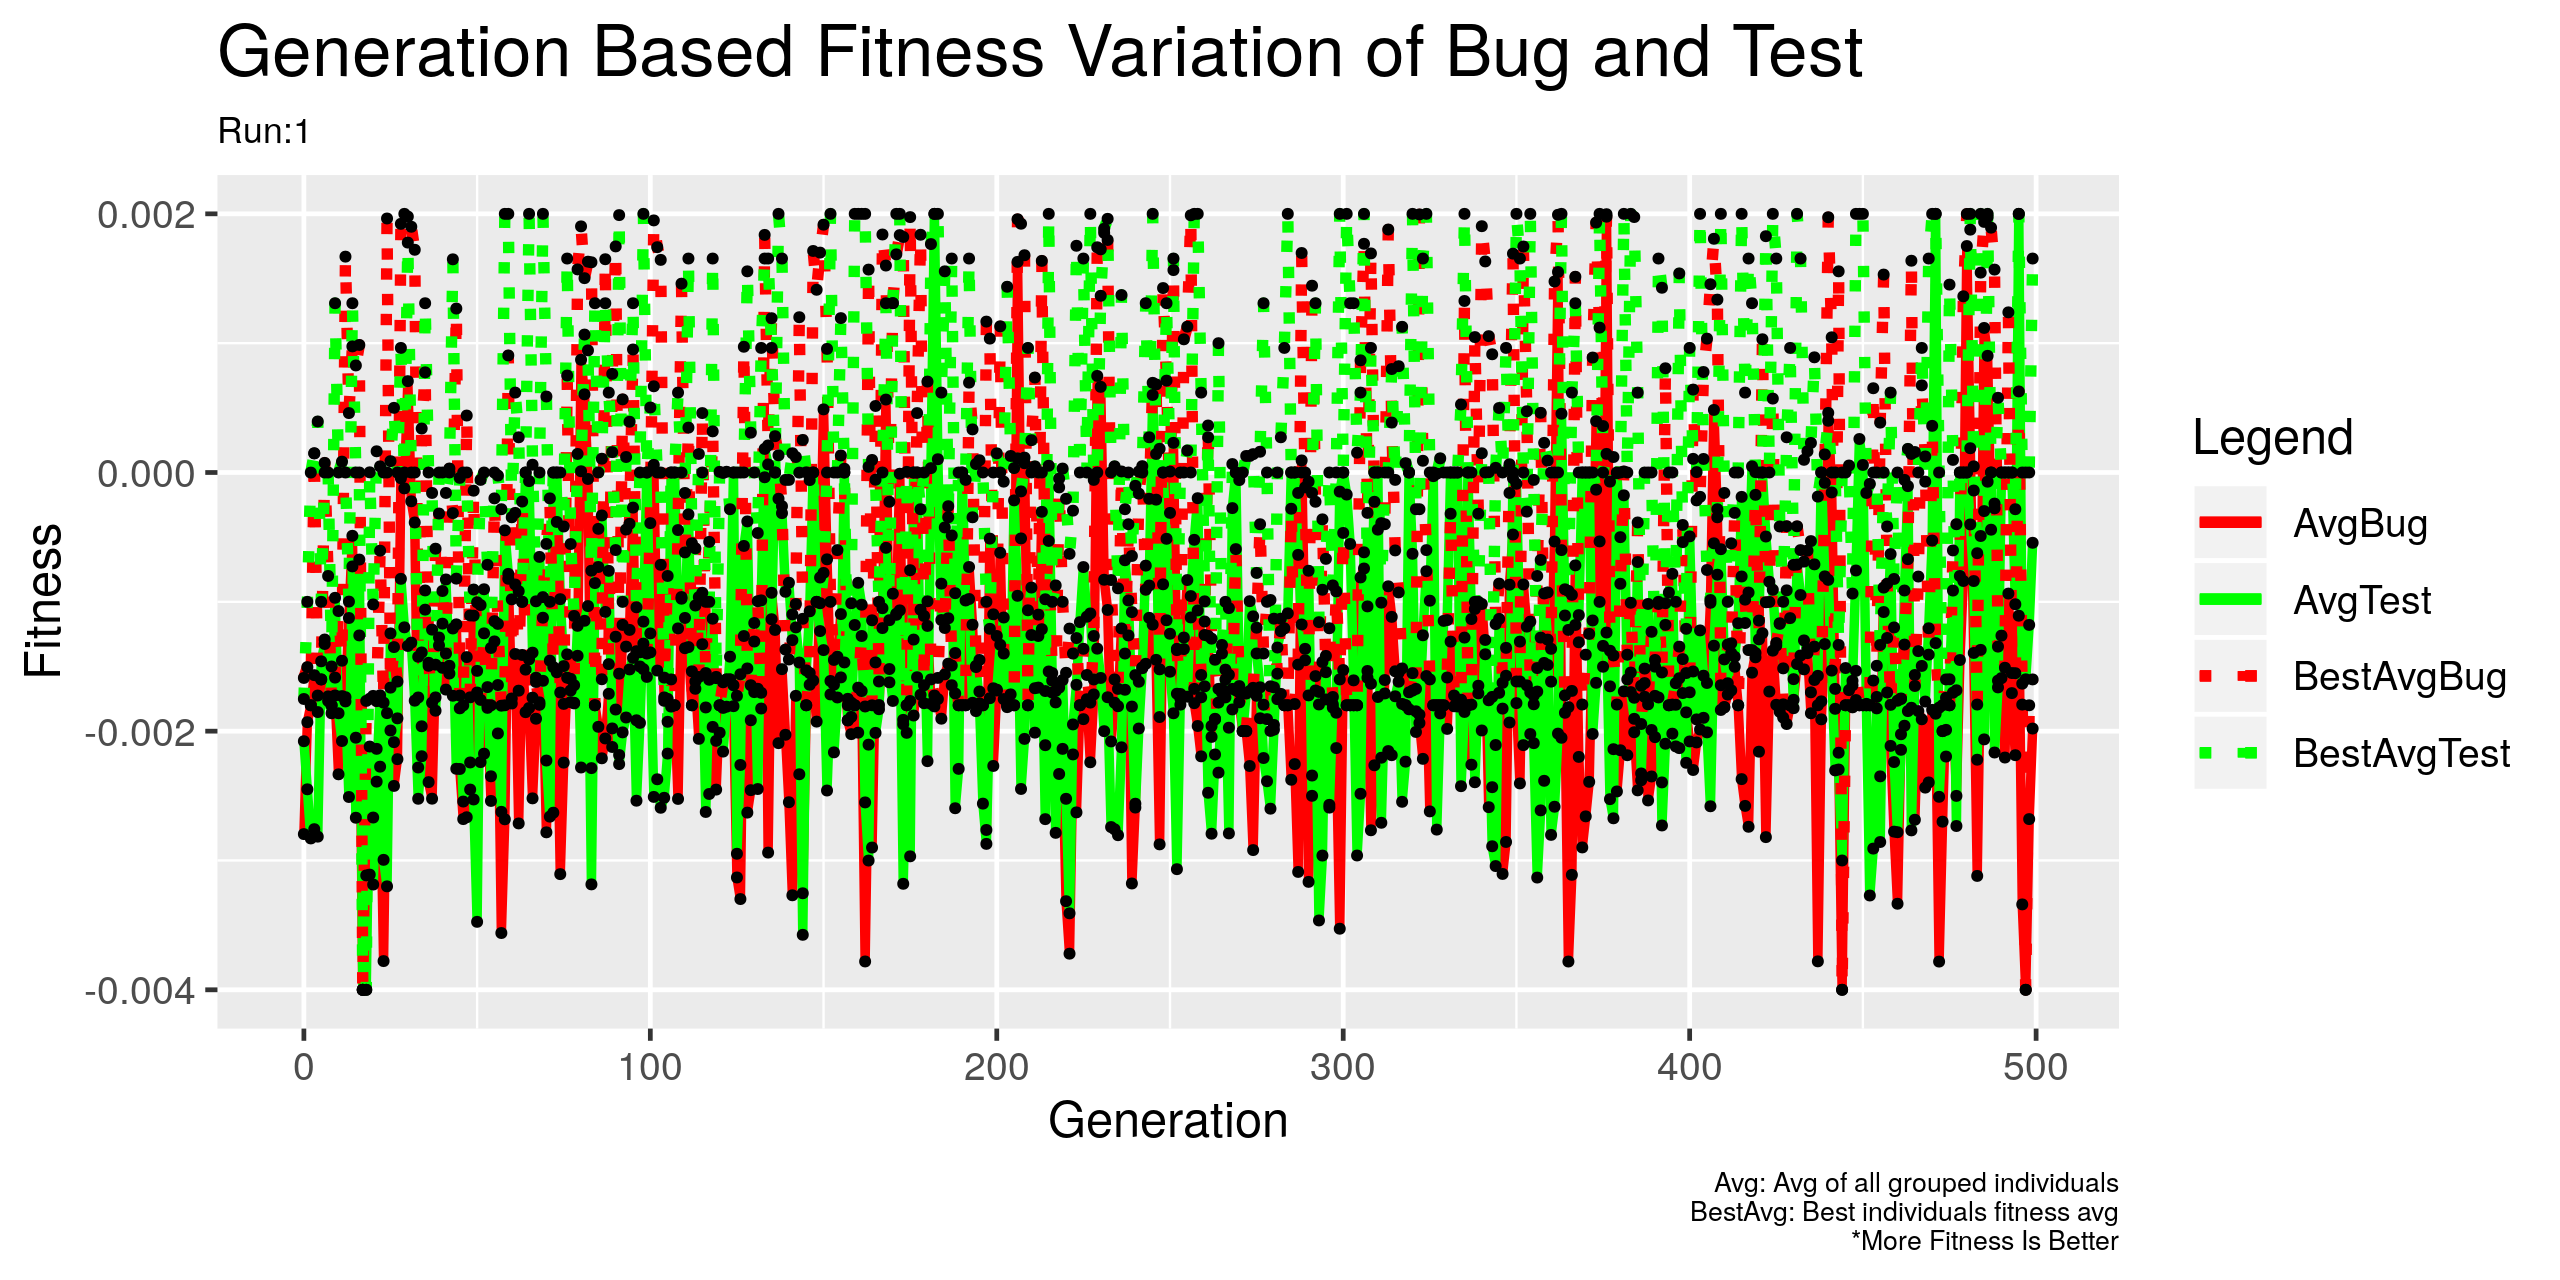 Generation Based Fitness Variation of Bug and Test
Run:1
Fitness
0.002
0.000
-0.002
-0.004
0 100 200 300 400 500
Generation
Legend
AvgBug
AvgTest
BestAvgBug
BestAvgTest
Avg: Avg of all grouped individuals
BestAvg: Best individuals fitness avg
*More Fitness Is Better